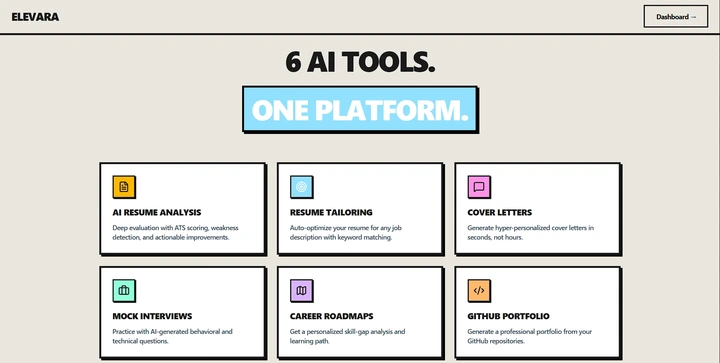 ELEVARA
Dashboard →
6 AI TOOLS.
ONE PLATFORM.
AI RESUME ANALYSIS
Deep evaluation with ATS scoring, weakness
detection, and actionable improvements.
RESUME TAILORING
Auto-optimize your resume for any job
description with keyword matching.
COVER LETTERS
Generate hyper-personalized cover letters in
seconds, not hours.
MOCK INTERVIEWS
Practice with AI-generated behavioral and
technical questions.
CAREER ROADMAPS
Get a personalized skill-gap analysis and
learning path.
GITHUB PORTFOLIO
Generate a professional portfolio from your
GitHub repositories.